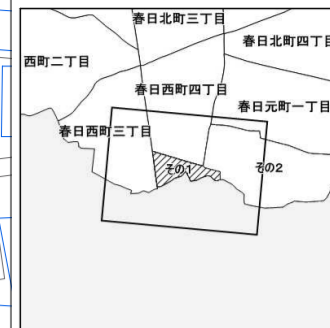 春日北町三丁目
春日北町四丁目
西町二丁目
春日西町四丁目
春日元町一丁目
春日西町三丁目
その1
その2